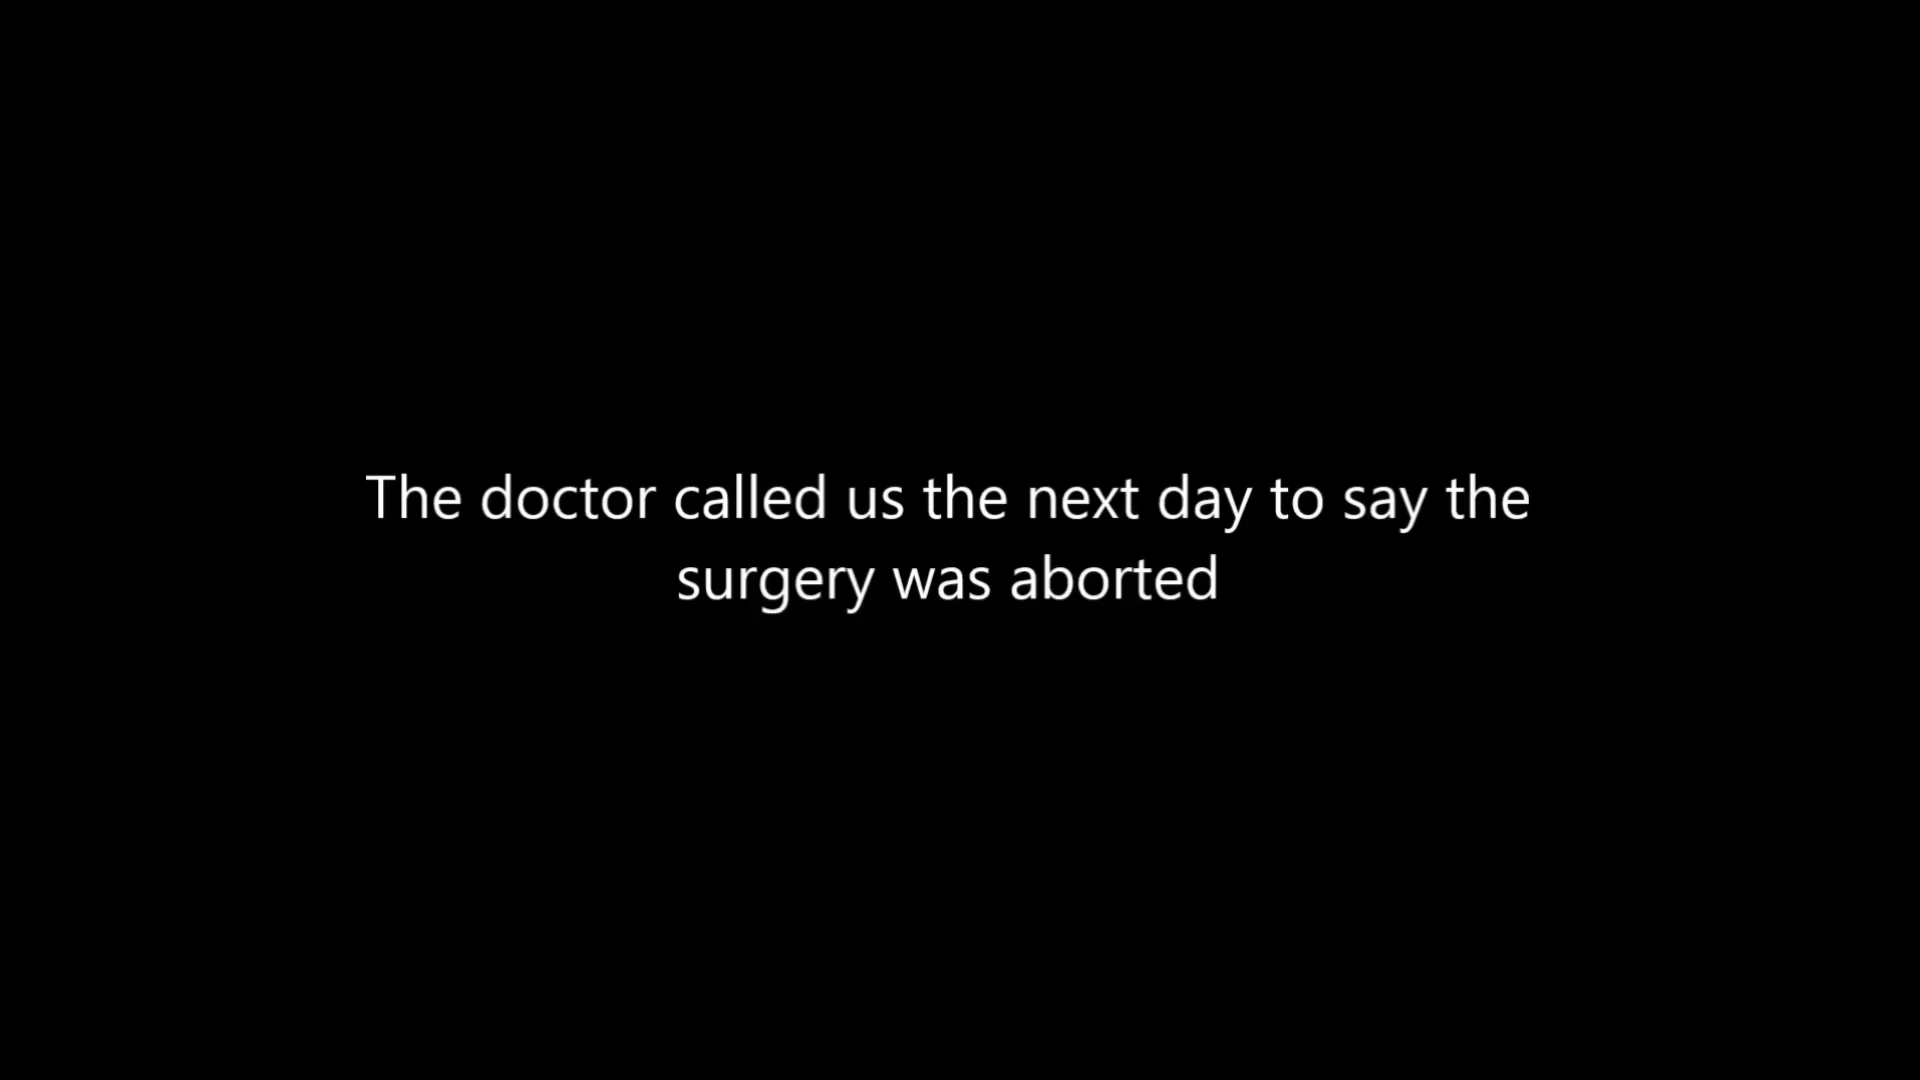 The doctor called us the next day to say the
surgery was aborted